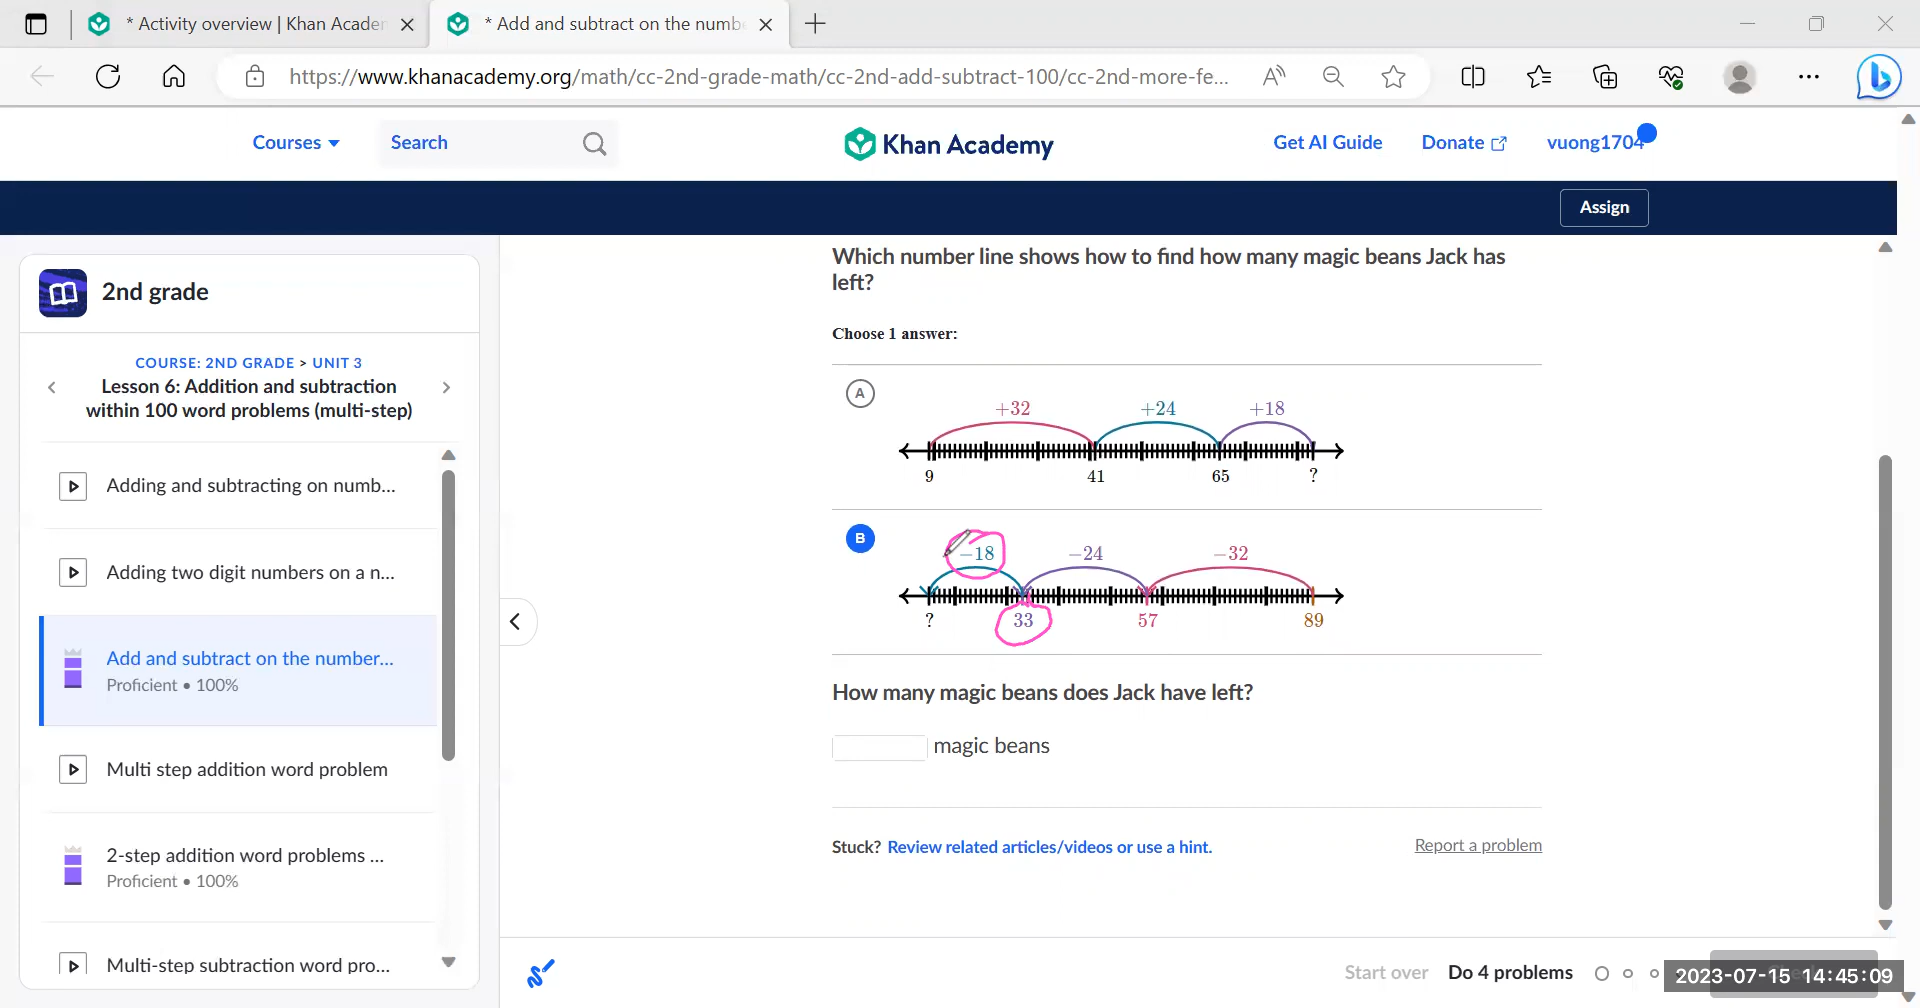 * Activity overview | Khan Academ
* Add and subtract on the numbe
https://www.khanacademy.org/math/cc-2nd-grade-math/cc-2nd-add-subtract-100/cc-2nd-more-fe...
Courses
Search
Khan Academy
Get AI Guide
Donate
vuong1704
Assign
2nd grade
COURSE: 2ND GRADE > UNIT 3
Lesson 6: Addition and subtraction
within 100 word problems (multi-step)
Adding and subtracting on numb...
Adding two digit numbers on a n...
Add and subtract on the number...
Proficient • 100%
Multi step addition word problem
2-step addition word problems ...
Proficient • 100%
Multi-step subtraction word pro...
Which number line shows how to find how many magic beans Jack has
left?
Choose 1 answer:
A
+32 +24 +18
9 41 65 ?
B
−18 −24 −32
? 33 57 89
How many magic beans does Jack have left?
magic beans
Stuck? Review related articles/videos or use a hint.
Report a problem
Start over Do 4 problems
2023-07-15 14:45:09